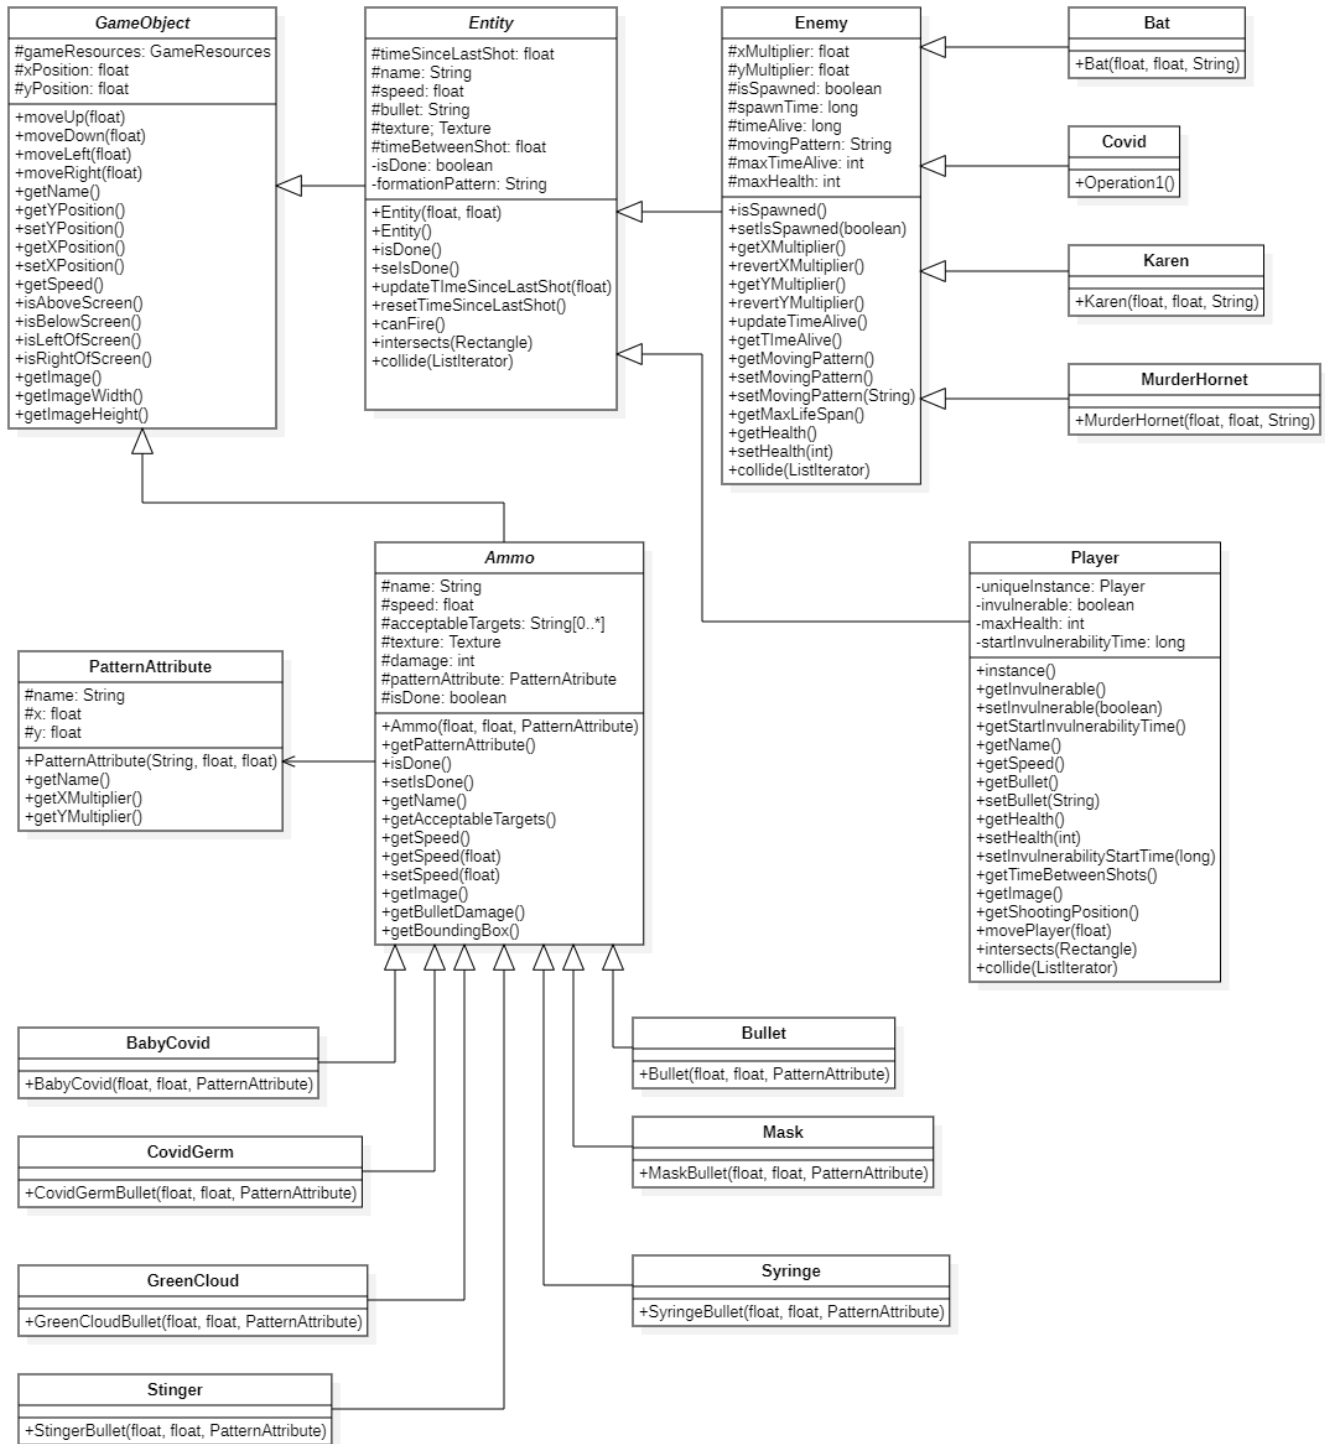 GameObject
#gameResources: GameResources
#xPosition: float
#yPosition: float
+moveUp(float)
+moveDown(float)
+moveLeft(float)
+moveRight(float)
+getName()
+getYPosition()
+setYPosition()
+getXPosition()
+setXPosition()
+getSpeed()
+isAboveScreen()
+isBelowScreen()
+isLeftOfScreen()
+isRightOfScreen()
+getImage()
+getImageWidth()
+getImageHeight()
Entity
#timeSinceLastShot: float
#name: String
#speed: float
#bullet: String
#texture; Texture
#timeBetweenShot: float
-isDone: boolean
-formationPattern: String
+Entity(float, float)
+Entity()
+isDone()
+seIsDone()
+updateTImeSinceLastShot(float)
+resetTimeSinceLastShot()
+canFire()
+intersects(Rectangle)
+collide(ListIterator)
Enemy
#xMultiplier: float
#yMultiplier: float
#isSpawned: boolean
#spawnTime: long
#timeAlive: long
#movingPattern: String
#maxTimeAlive: int
#maxHealth: int
+isSpawned()
+setIsSpawned(boolean)
+getXMultiplier()
+revertXMultiplier()
+getYMultiplier()
+revertYMultiplier()
+updateTimeAlive()
+getTImeAlive()
+getMovingPattern()
+setMovingPattern()
+setMovingPattern(String)
+getMaxLifeSpan()
+getHealth()
+setHealth(int)
+collide(ListIterator)
Bat
+Bat(float, float, String)
Covid
+Operation1()
Karen
+Karen(float, float, String)
MurderHornet
+MurderHornet(float, float, String)
Ammo
#name: String
#speed: float
#acceptableTargets: String[0..*]
#texture: Texture
#damage: int
#patternAttribute: PatternAtribute
#isDone: boolean
+Ammo(float, float, PatternAttribute)
+getPatternAttribute()
+isDone()
+setIsDone()
+getName()
+getAcceptableTargets()
+getSpeed()
+getSpeed(float)
+setSpeed(float)
+getImage()
+getBulletDamage()
+getBoundingBox()
Player
-uniqueInstance: Player
-invulnerable: boolean
-maxHealth: int
-startInvulnerabilityTime: long
+instance()
+getInvulnerable()
+setInvulnerable(boolean)
+getStartInvulnerabilityTime()
+getName()
+getSpeed()
+getBullet()
+setBullet(String)
+getHealth()
+setHealth(int)
+setInvulnerabilityStartTime(long)
+getTimeBetweenShots()
+getImage()
+getShootingPosition()
+movePlayer(float)
+intersects(Rectangle)
+collide(ListIterator)
PatternAttribute
#name: String
#x: float
#y: float
+PatternAttribute(String, float, float)
+getName()
+getXMultiplier()
+getYMultiplier()
BabyCovid
+BabyCovid(float, float, PatternAttribute)
CovidGerm
+CovidGermBullet(float, float, PatternAttribute)
GreenCloud
+GreenCloudBullet(float, float, PatternAttribute)
Stinger
+StingerBullet(float, float, PatternAttribute)
Bullet
+Bullet(float, float, PatternAttribute)
Mask
+MaskBullet(float, float, PatternAttribute)
Syringe
+SyringeBullet(float, float, PatternAttribute)